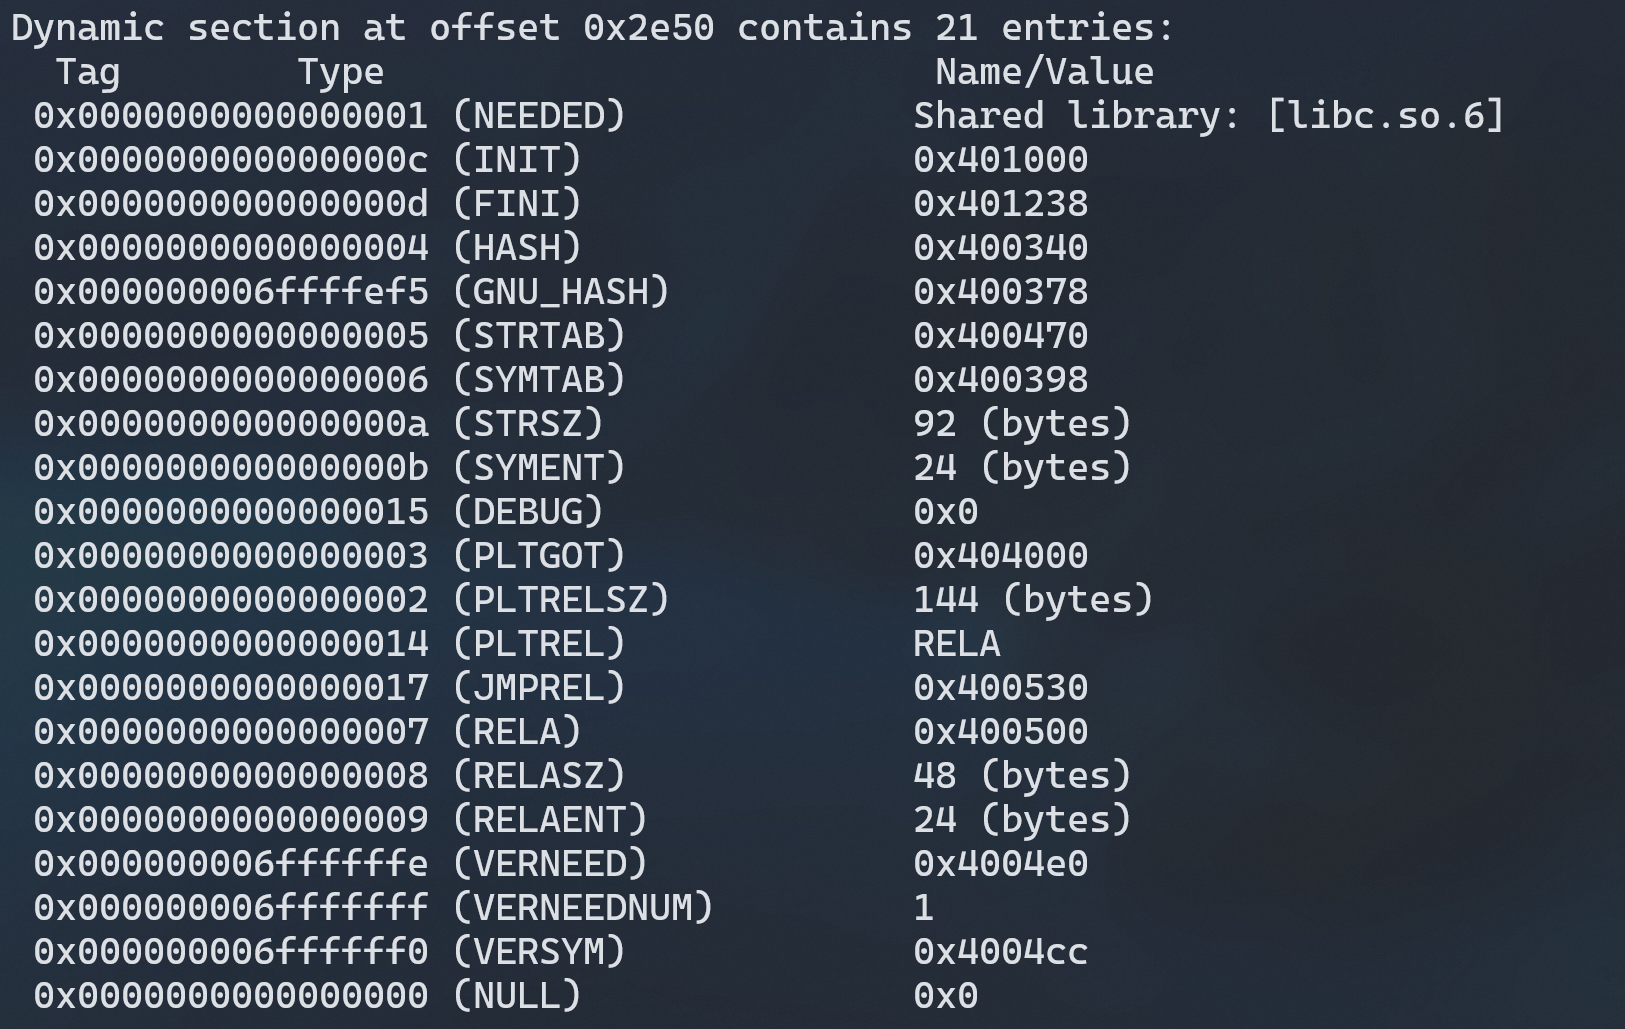 Dynamic section at offset 0x2e50 contains 21 entries:
  Tag        Type                         Name/Value
 0x0000000000000001 (NEEDED)             Shared library: [libc.so.6]
 0x000000000000000c (INIT)               0x401000
 0x000000000000000d (FINI)               0x401238
 0x0000000000000004 (HASH)               0x400340
 0x000000006ffffef5 (GNU_HASH)           0x400378
 0x0000000000000005 (STRTAB)             0x400470
 0x0000000000000006 (SYMTAB)             0x400398
 0x000000000000000a (STRSZ)              92 (bytes)
 0x000000000000000b (SYMENT)             24 (bytes)
 0x0000000000000015 (DEBUG)              0x0
 0x0000000000000003 (PLTGOT)             0x404000
 0x0000000000000002 (PLTRELSZ)           144 (bytes)
 0x0000000000000014 (PLTREL)             RELA
 0x0000000000000017 (JMPREL)             0x400530
 0x0000000000000007 (RELA)               0x400500
 0x0000000000000008 (RELASZ)             48 (bytes)
 0x0000000000000009 (RELAENT)            24 (bytes)
 0x000000006ffffffe (VERNEED)            0x4004e0
 0x000000006fffffff (VERNEEDNUM)         1
 0x000000006ffffff0 (VERSYM)             0x4004cc
 0x0000000000000000 (NULL)               0x0